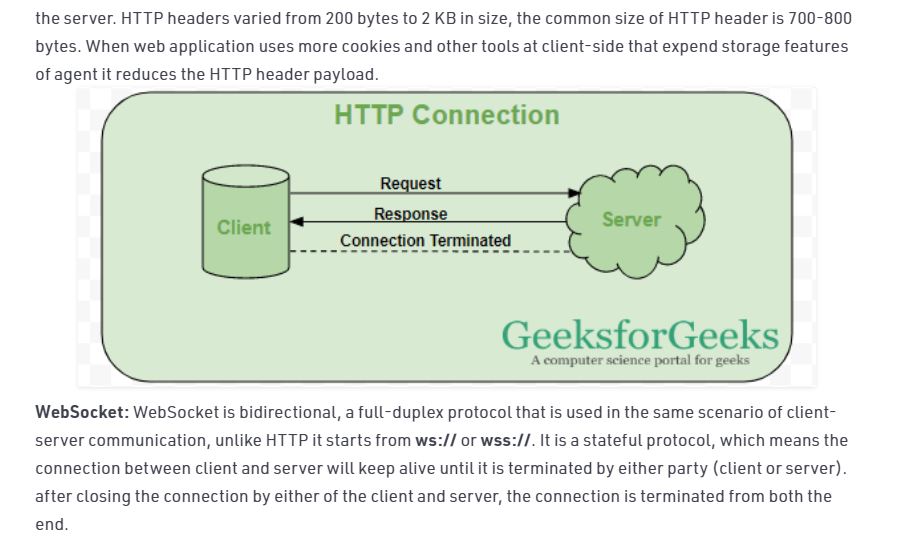 the server. HTTP headers varied from 200 bytes to 2 KB in size, the common size of HTTP header is 700-800
bytes. When web application uses more cookies and other tools at client-side that expend storage features
of agent it reduces the HTTP header payload.
HTTP Connection
Request
Response
Client
Server
Connection Terminated
GeeksforGeeks
A computer science portal for geeks
WebSocket: WebSocket is bidirectional, a full-duplex protocol that is used in the same scenario of client-
server communication, unlike HTTP it starts from ws:// or wss://. It is a stateful protocol, which means the
connection between client and server will keep alive until it is terminated by either party (client or server).
after closing the connection by either of the client and server, the connection is terminated from both the
end.